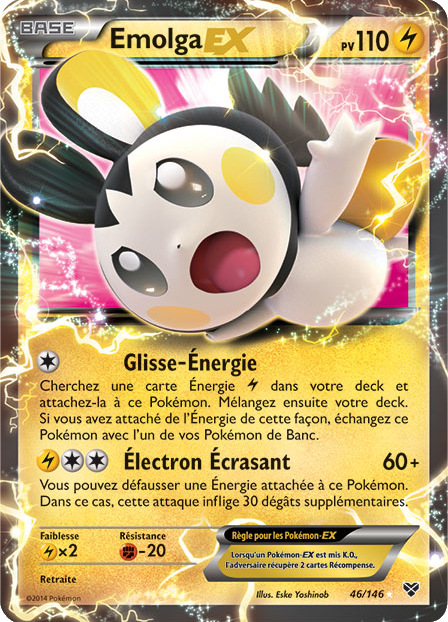 BASE
EmolgaEX PV110
Glisse-Énergie
Cherchez une carte Énergie dans votre deck et
attachez-la à ce Pokémon. Mélangez ensuite votre deck.
Si vous avez attaché de l'Énergie de cette façon, échangez ce
Pokémon avec l'un de vos Pokémon de Banc.
Électron Écrasant 60+
Vous pouvez défausser une Énergie attachée à ce Pokémon.
Dans ce cas, cette attaque inflige 30 dégâts supplémentaires.
Faiblesse Résistance
×2 -20
Retraite
Règle pour les Pokémon-EX
Lorsqu'un Pokémon-EX est mis K.O.,
l'adversaire récupère 2 cartes Récompense.
©2014 Pokémon Illus. Eske Yoshinob 46/146